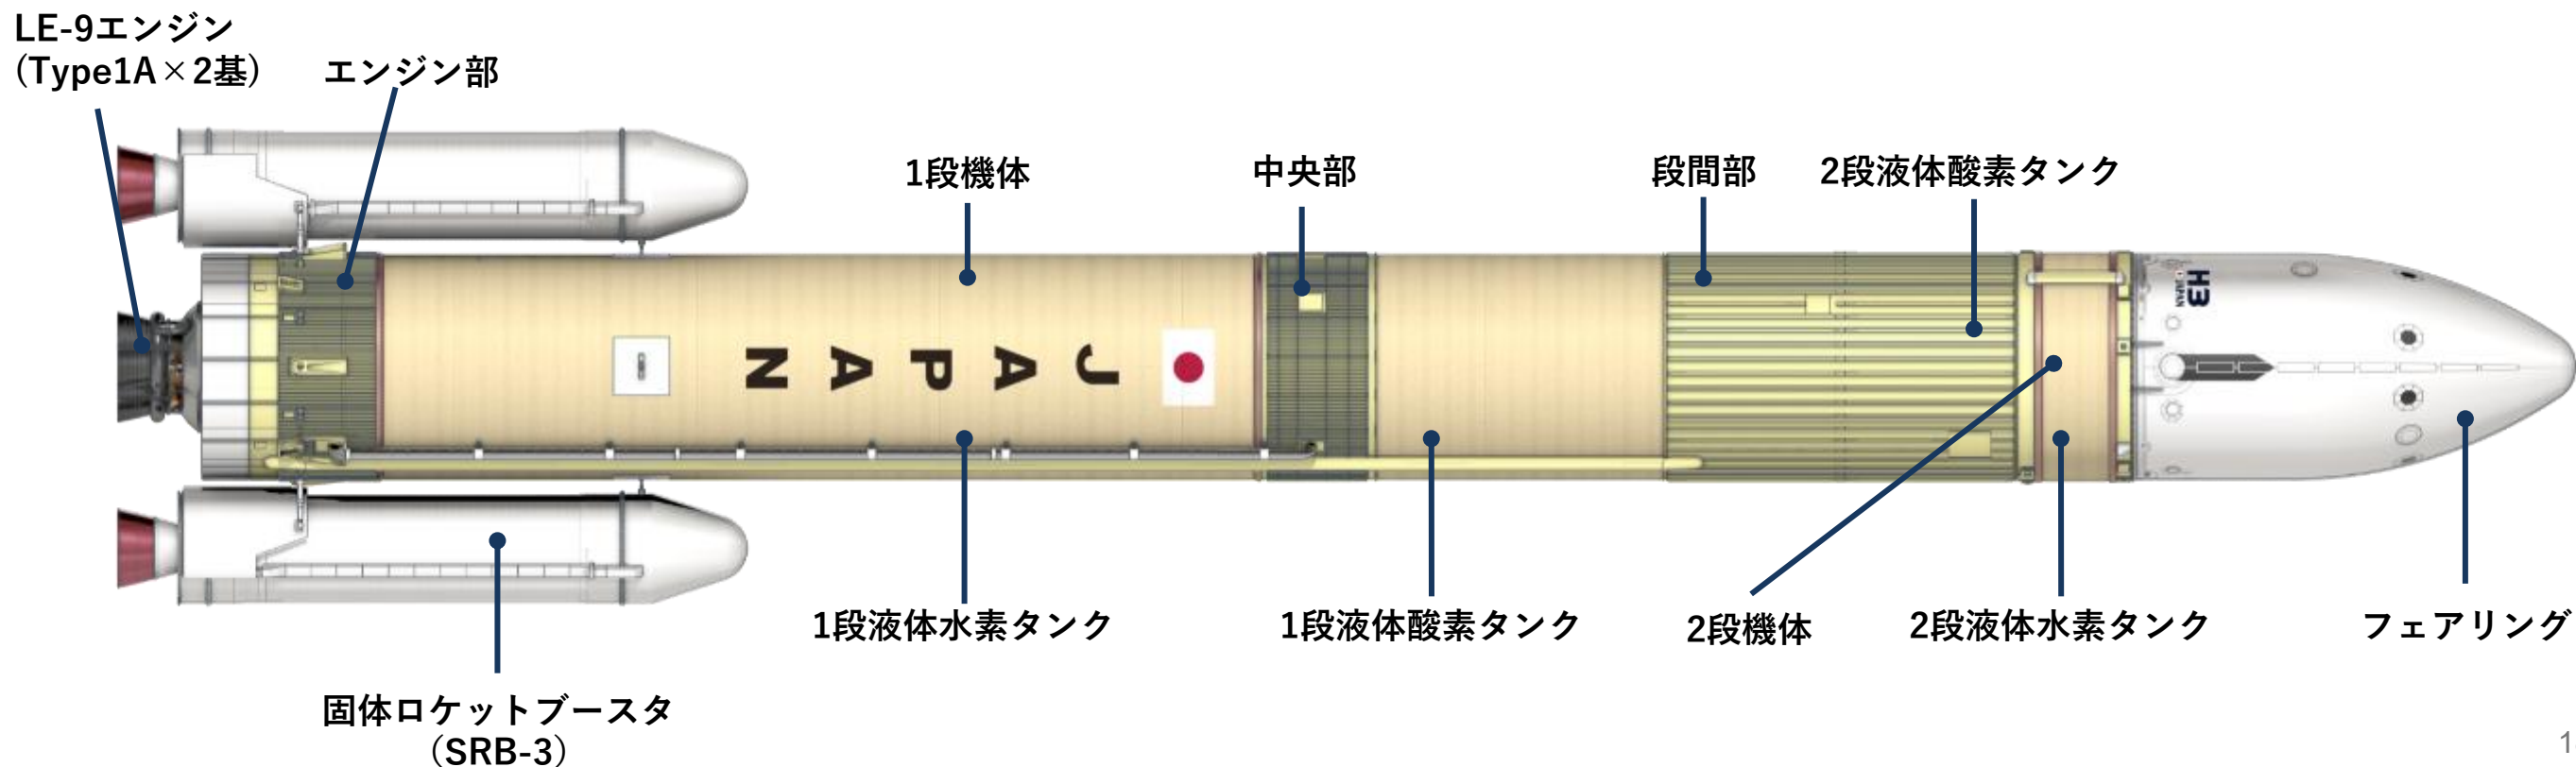 LE-9エンジン
(Type1A×2基)
エンジン部
1段機体
中央部
段間部
2段液体酸素タンク
JAPAN
H3
JAPAN
1段液体水素タンク
1段液体酸素タンク
2段機体
2段液体水素タンク
フェアリング
固体ロケットブースタ
（SRB-3）
1